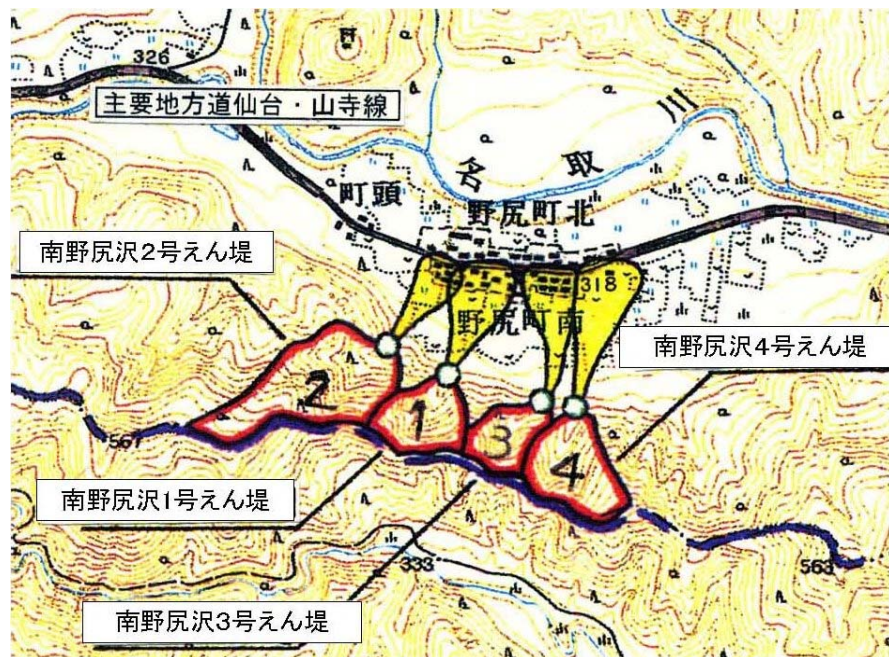 326
主要地方道仙台・山寺線
名取川
町頭
野尻町北
南野尻沢2号えん堤
318
野尻町南
南野尻沢4号えん堤
2
1
3
4
567
南野尻沢1号えん堤
333
563
南野尻沢3号えん堤